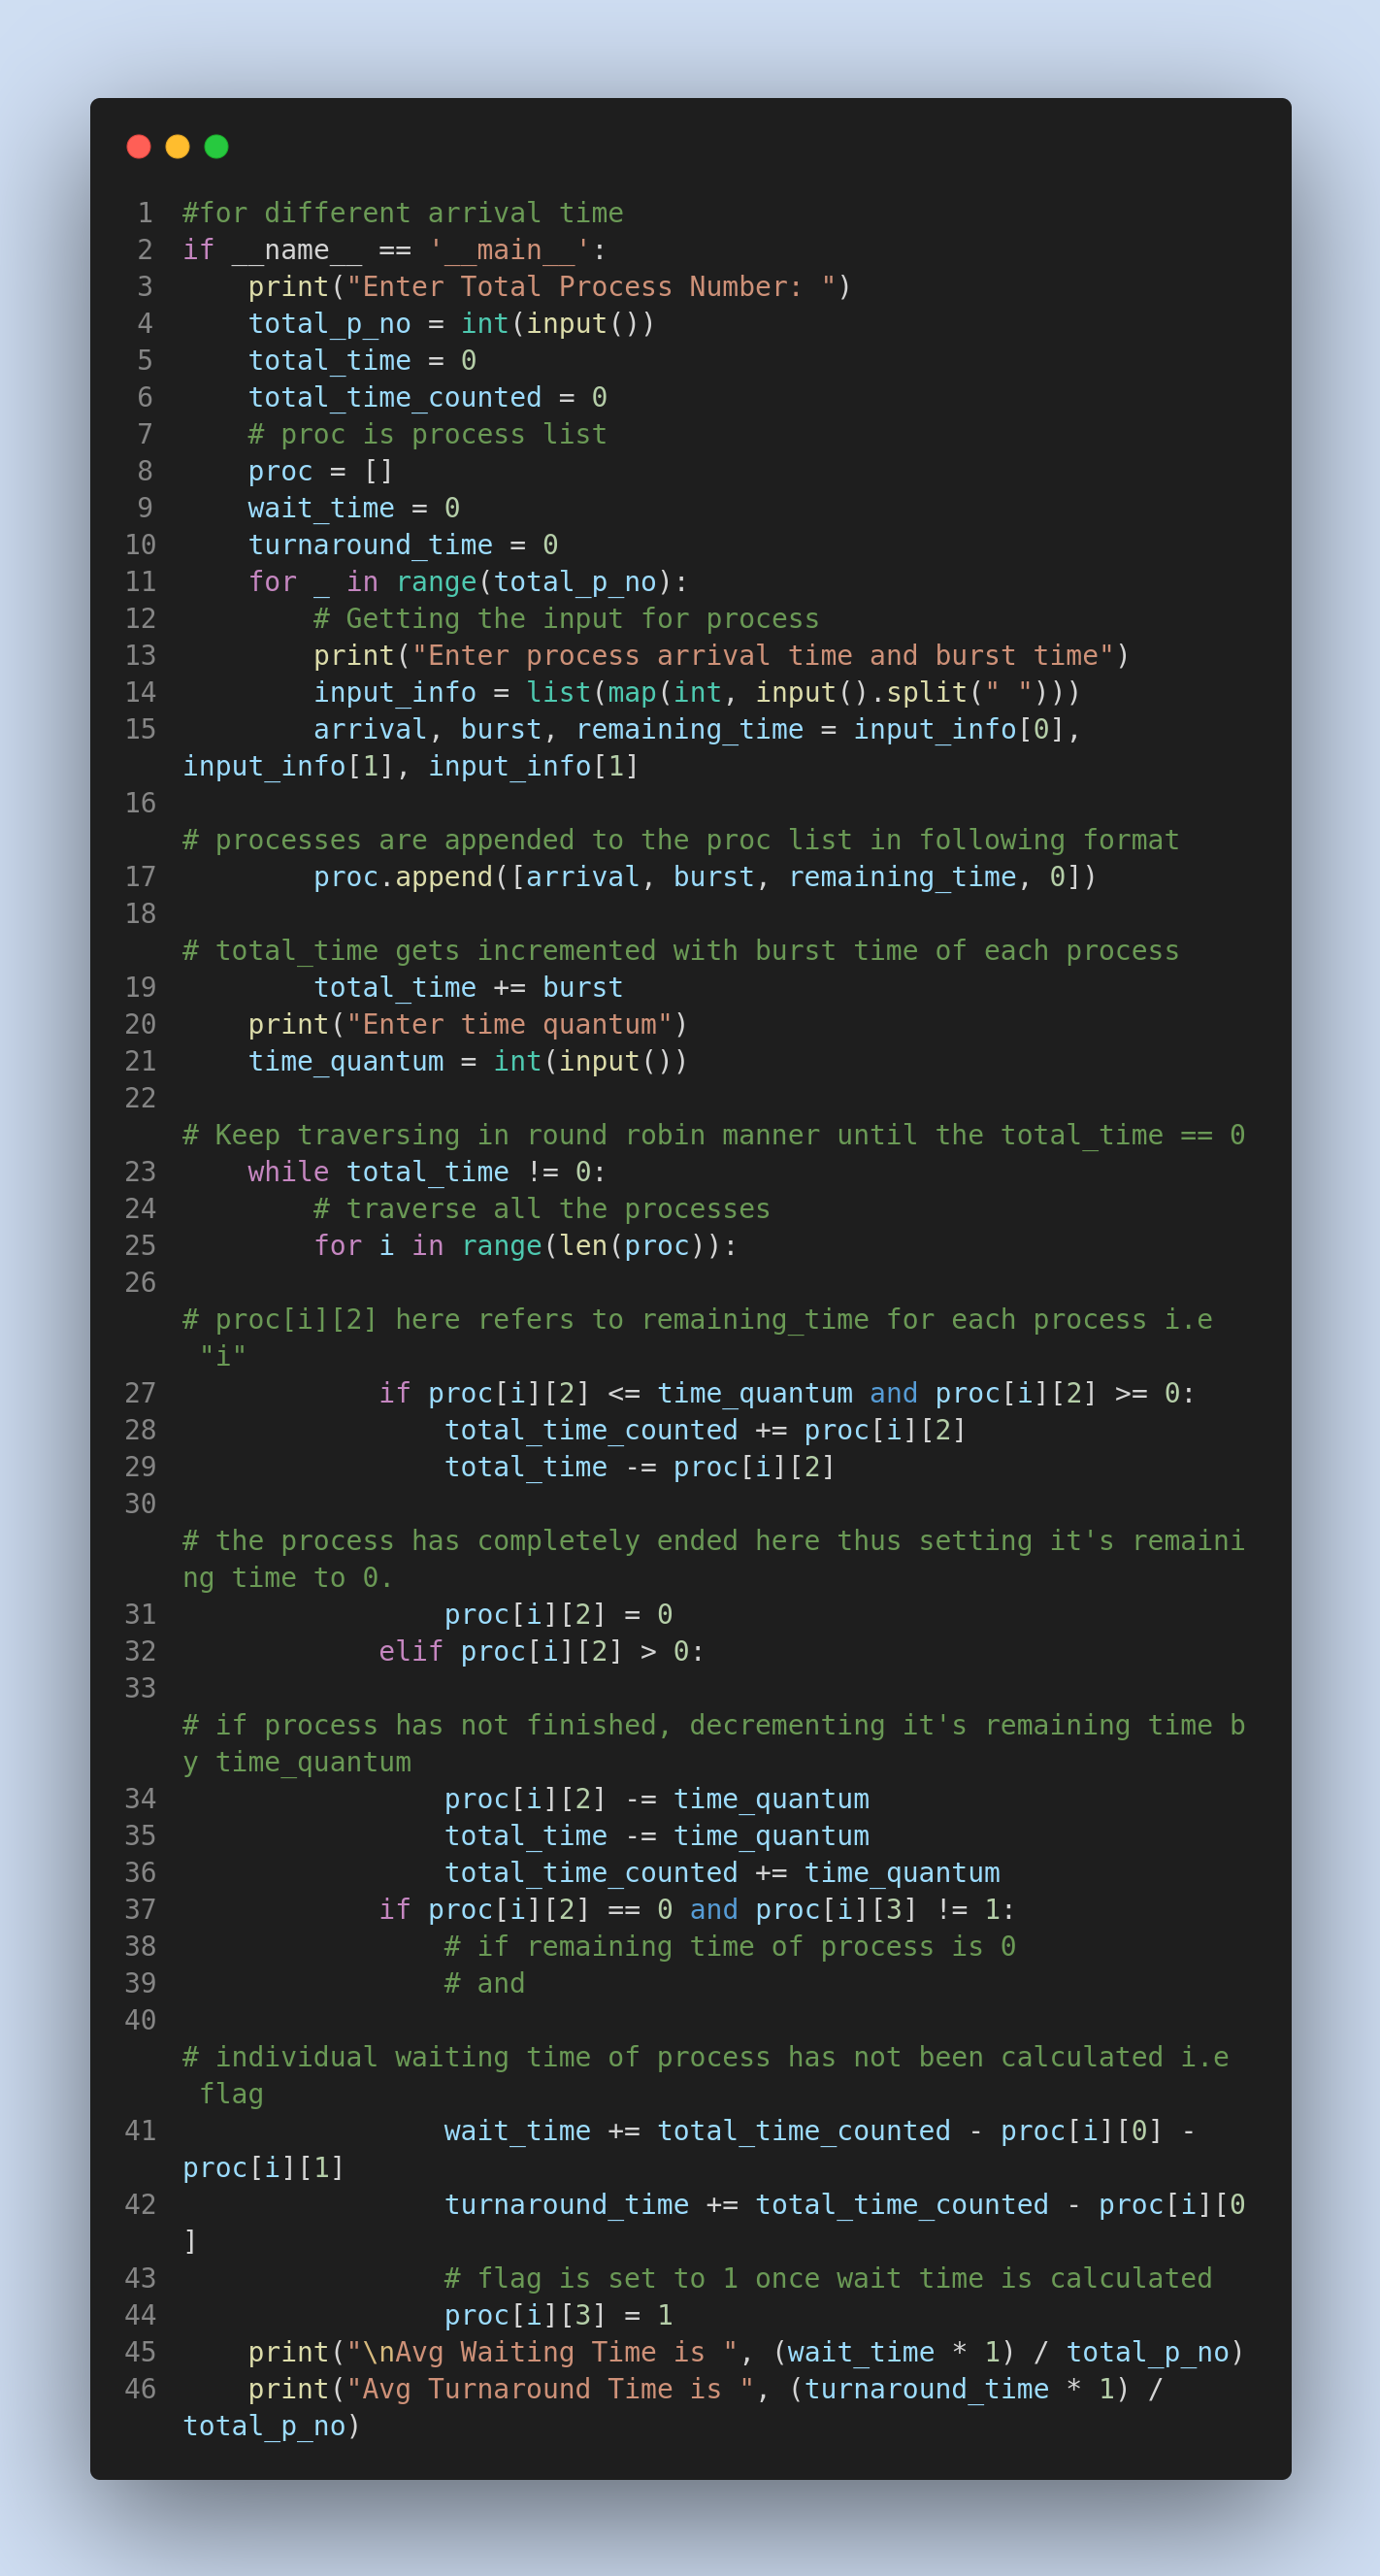 1 #for different arrival time
2 if __name__ == '__main__':
3     print("Enter Total Process Number: ")
4     total_p_no = int(input())
5     total_time = 0
6     total_time_counted = 0
7     # proc is process list
8     proc = []
9     wait_time = 0
10     turnaround_time = 0
11     for _ in range(total_p_no):
12         # Getting the input for process
13         print("Enter process arrival time and burst time")
14         input_info = list(map(int, input().split(" ")))
15         arrival, burst, remaining_time = input_info[0],
input_info[1], input_info[1]
16
# processes are appended to the proc list in following format
17         proc.append([arrival, burst, remaining_time, 0])
18
# total_time gets incremented with burst time of each process
19         total_time += burst
20     print("Enter time quantum")
21     time_quantum = int(input())
22
# Keep traversing in round robin manner until the total_time == 0
23     while total_time != 0:
24         # traverse all the processes
25         for i in range(len(proc)):
26
# proc[i][2] here refers to remaining_time for each process i.e
 "i"
27             if proc[i][2] <= time_quantum and proc[i][2] >= 0:
28                 total_time_counted += proc[i][2]
29                 total_time -= proc[i][2]
30
# the process has completely ended here thus setting it's remaini
ng time to 0.
31                 proc[i][2] = 0
32             elif proc[i][2] > 0:
33
# if process has not finished, decrementing it's remaining time b
y time_quantum
34                 proc[i][2] -= time_quantum
35                 total_time -= time_quantum
36                 total_time_counted += time_quantum
37             if proc[i][2] == 0 and proc[i][3] != 1:
38                 # if remaining time of process is 0
39                 # and
40
# individual waiting time of process has not been calculated i.e
 flag
41                 wait_time += total_time_counted - proc[i][0] -
proc[i][1]
42                 turnaround_time += total_time_counted - proc[i][0
]
43                 # flag is set to 1 once wait time is calculated
44                 proc[i][3] = 1
45     print("\nAvg Waiting Time is ", (wait_time * 1) / total_p_no)
46     print("Avg Turnaround Time is ", (turnaround_time * 1) /
total_p_no)